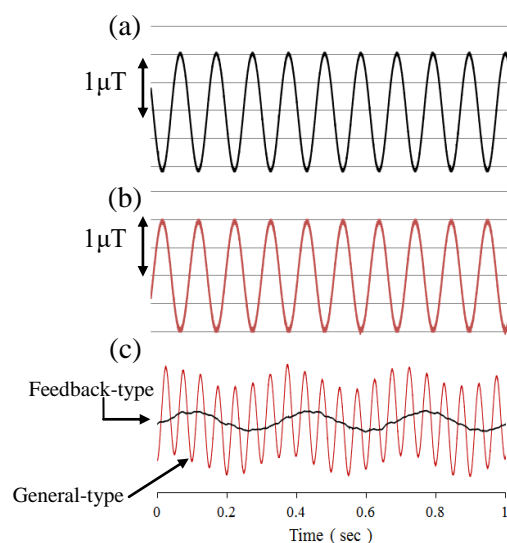 (a)
1μT
(b)
1μT
(c)
Feedback-type
General-type
0 0.2 0.4 0.6 0.8 1
Time ( sec )